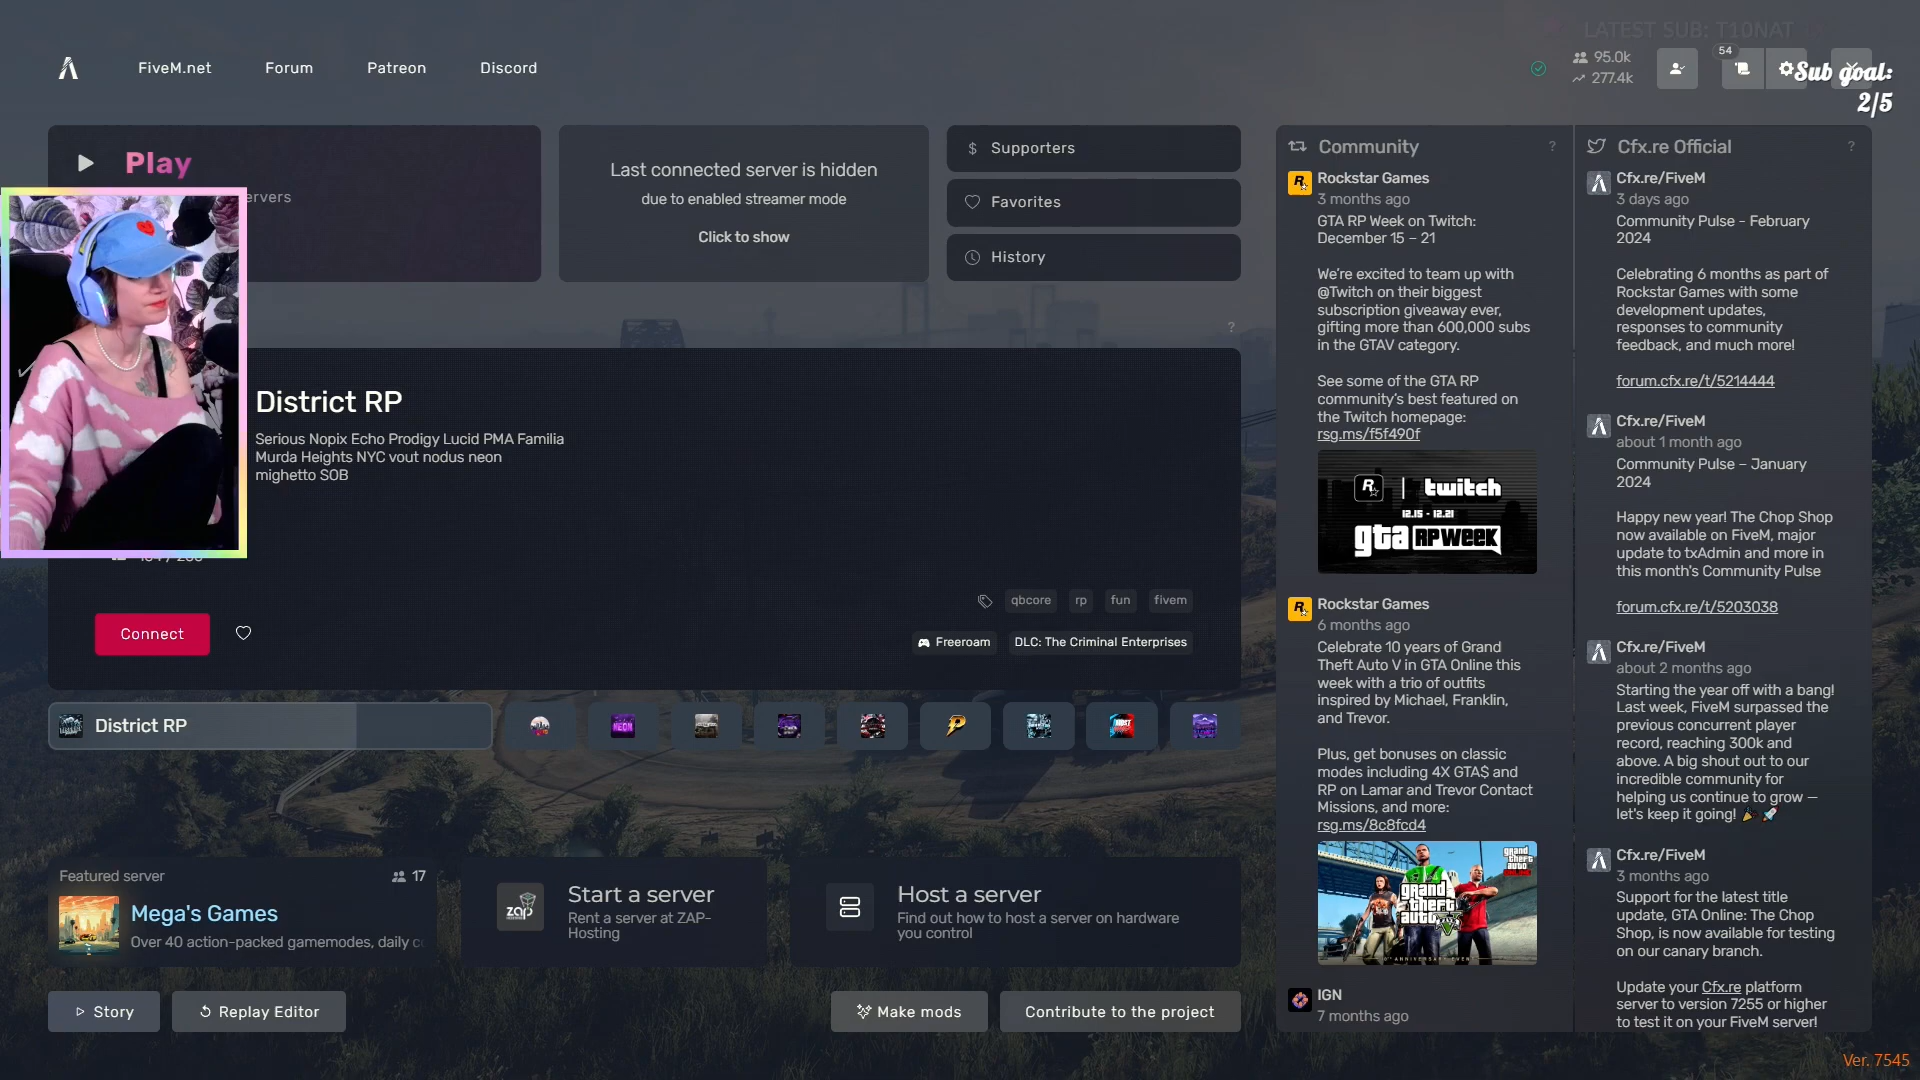 LATEST SUB: T10NAT
FiveM.net
Forum
Patreon
Discord
95.0k
277.4k
54
Sub goal:
2/5
Play
ervers
Last connected server is hidden
due to enabled streamer mode
Click to show
$ Supporters
Favorites
History
?
District RP
Serious Nopix Echo Prodigy Lucid PMA Familia
Murda Heights NYC vout nodus neon
mighetto SOB
qbcore
rp
fun
fivem
Connect
Freeroam
DLC: The Criminal Enterprises
District RP
NEON
Featured server
17
Mega's Games
Over 40 action-packed gamemodes, daily c
zap
Start a server
Rent a server at ZAP-
Hosting
Host a server
Find out how to host a server on hardware
you control
Story
Replay Editor
Make mods
Contribute to the project
Community
?
Rockstar Games
3 months ago
GTA RP Week on Twitch:
December 15 – 21
We're excited to team up with
@Twitch on their biggest
subscription giveaway ever,
gifting more than 600,000 subs
in the GTAV category.
See some of the GTA RP
community's best featured on
the Twitch homepage:
rsg.ms/f5f490f
R | twitch
12.15 - 12.21
gta RP WEEK
Rockstar Games
6 months ago
Celebrate 10 years of Grand
Theft Auto V in GTA Online this
week with a trio of outfits
inspired by Michael, Franklin,
and Trevor.
Plus, get bonuses on classic
modes including 4X GTA$ and
RP on Lamar and Trevor Contact
Missions, and more:
rsg.ms/8c8fcd4
grand
theft
auto
V
grand
theft
auto
IGN
7 months ago
Cfx.re Official
?
Cfx.re/FiveM
3 days ago
Community Pulse - February
2024
Celebrating 6 months as part of
Rockstar Games with some
development updates,
responses to community
feedback, and much more!
forum.cfx.re/t/5214444
Cfx.re/FiveM
about 1 month ago
Community Pulse – January
2024
Happy new year! The Chop Shop
now available on FiveM, major
update to txAdmin and more in
this month's Community Pulse
forum.cfx.re/t/5203038
Cfx.re/FiveM
about 2 months ago
Starting the year off with a bang!
Last week, FiveM surpassed the
previous concurrent player
record, reaching 300k and
above. A big shout out to our
incredible community for
helping us continue to grow —
let's keep it going! 🎉 🚀
Cfx.re/FiveM
3 months ago
Support for the latest title
update, GTA Online: The Chop
Shop, is now available for testing
on our canary branch.
Update your Cfx.re platform
server to version 7255 or higher
to test it on your FiveM server!
Ver. 7545